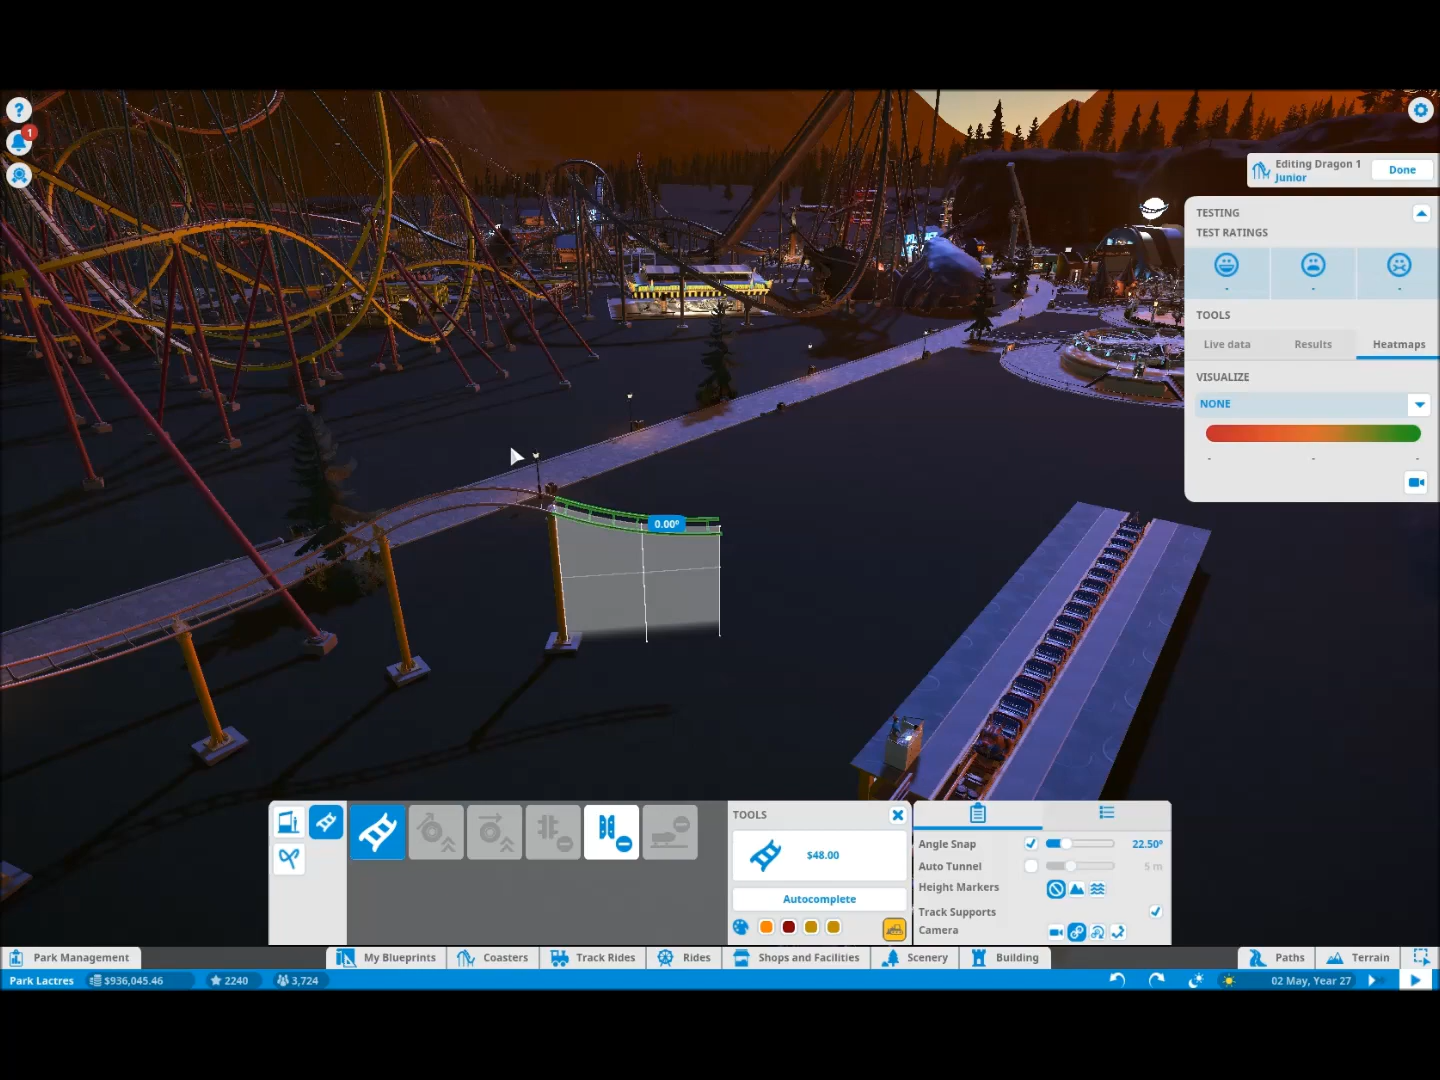 ?
1
Editing Dragon 1
Junior
Done
TESTING
TEST RATINGS
-
-
-
TOOLS
Live data
Results
Heatmaps
VISUALIZE
NONE
-
-
-
0.00°
TOOLS
$48.00
Autocomplete
Angle Snap
22.50°
Auto Tunnel
5 m
Height Markers
Track Supports
Camera
Park Management
My Blueprints
Coasters
Track Rides
Rides
Shops and Facilities
Scenery
Building
Paths
Terrain
Park Lactres
$936,045.46
2240
3,724
02 May, Year 27